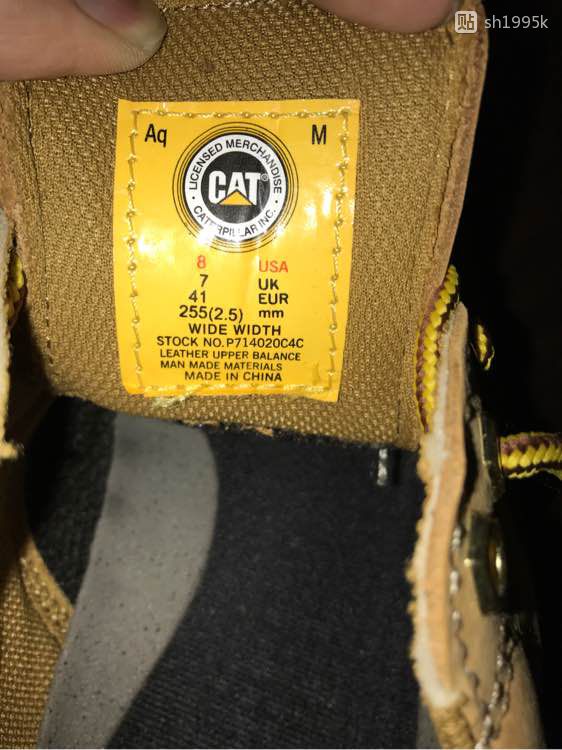 贴 sh1995k
Aq M
LICENSED MERCHANDISE
CAT®
CATERPILLAR INC.
8 USA
7 UK
41 EUR
255(2.5) mm
WIDE WIDTH
STOCK NO.P714020C4C
LEATHER UPPER BALANCE
MAN MADE MATERIALS
MADE IN CHINA